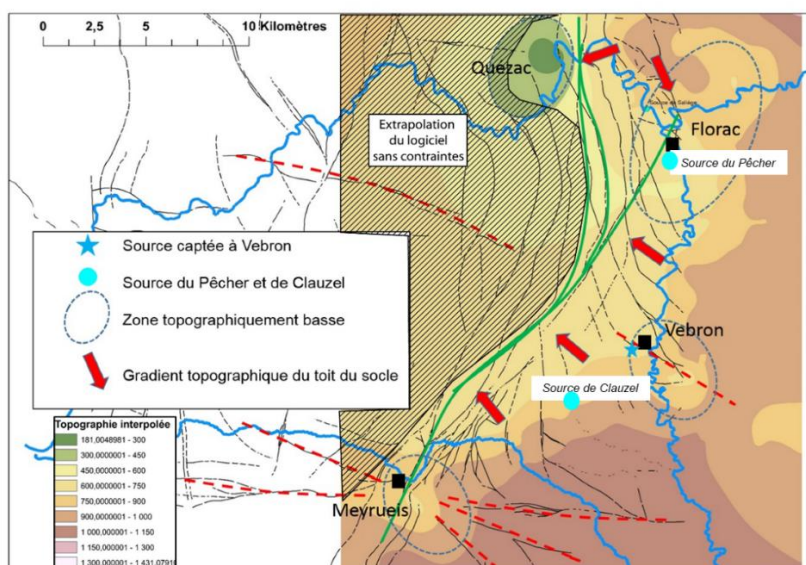 0 2,5 5 10 Kilomètres
Quezac
Florac
Source du Pêcher
Extrapolation
du logiciel
sans contraintes
Source captée à Vebron
Source du Pêcher et de Clauzel
Zone topographiquement basse
Gradient topographique du toit du socle
Vebron
Source de Clauzel
Meyrueis
Topographie interpolée
181,0048981 - 300
300,0000001 - 450
450,0000001 - 600
600,0000001 - 750
750,0000001 - 900
900,0000001 - 1 000
1 000,000001 - 1 150
1 150,000001 - 1 300